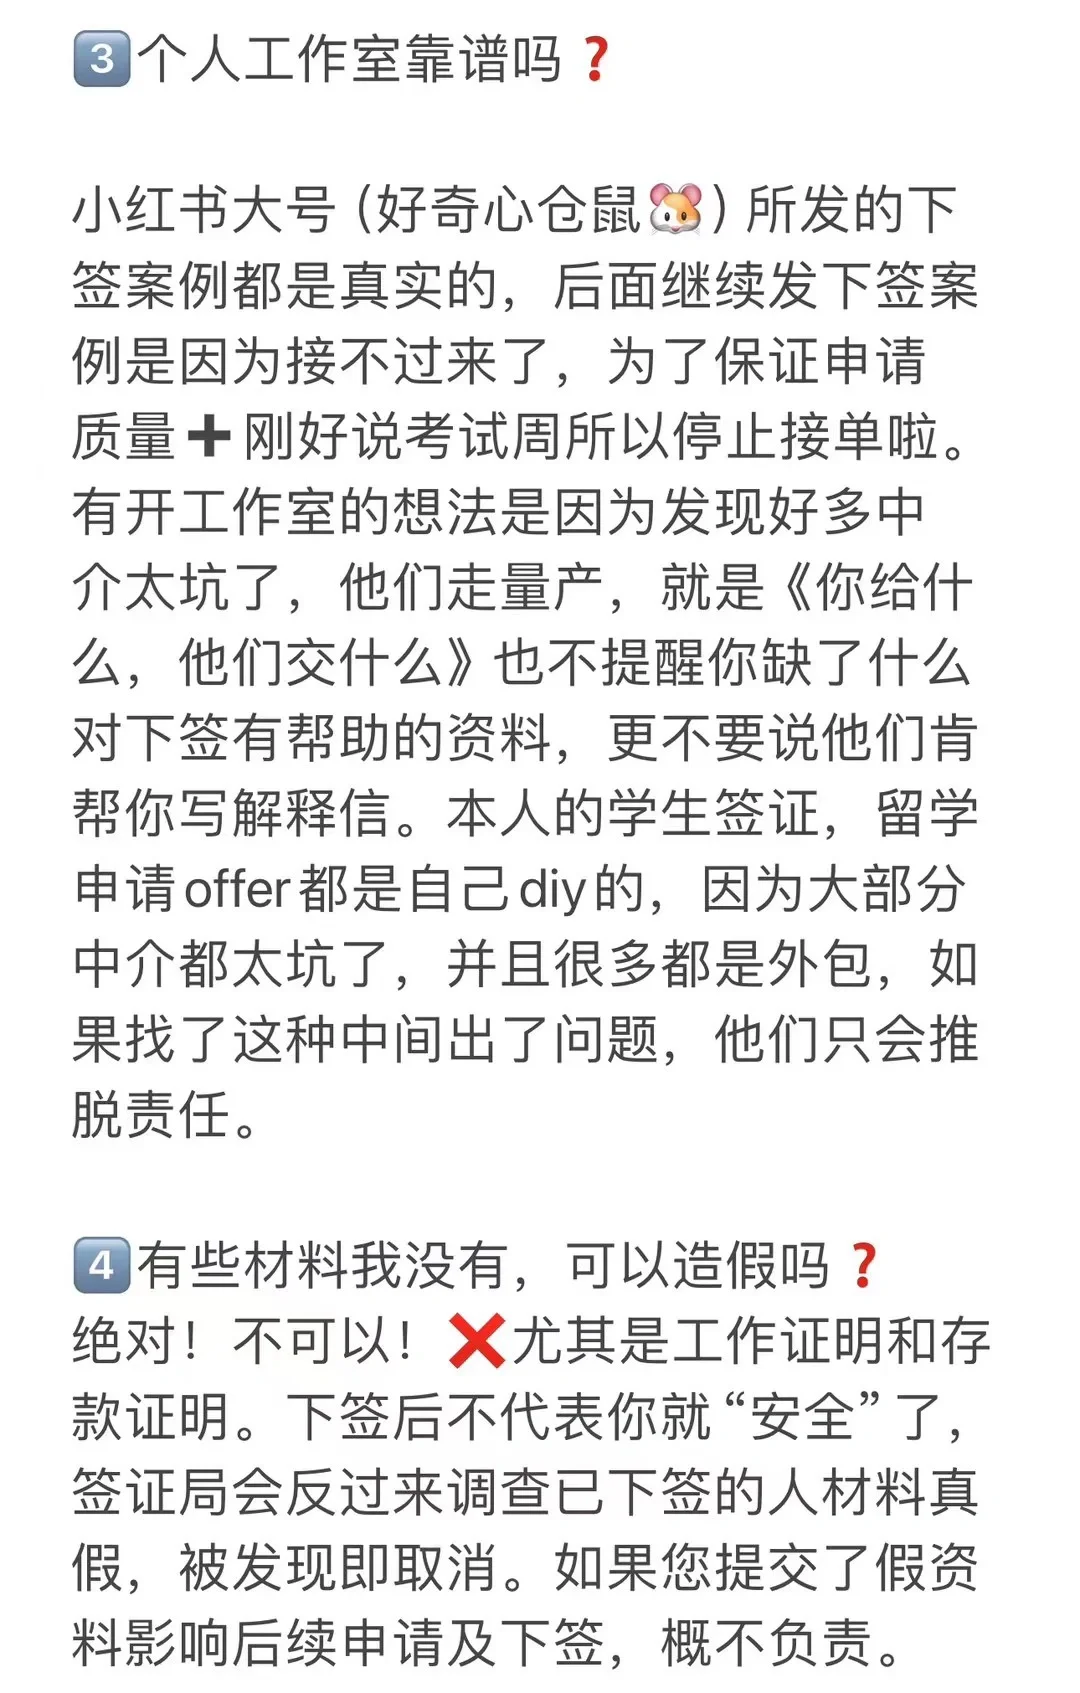 3️⃣个人工作室靠谱吗❓
小红书大号（好奇心仓鼠🐹）所发的下
签案例都是真实的，后面继续发下签案
例是因为接不过来了，为了保证申请
质量➕刚好说考试周所以停止接单啦。
有开工作室的想法是因为发现好多中
介太坑了，他们走量产，就是《你给什
么，他们交什么》也不提醒你缺了什么
对下签有帮助的资料，更不要说他们肯
帮你写解释信。本人的学生签证，留学
申请offer都是自己diy的，因为大部分
中介都太坑了，并且很多都是外包，如
果找了这种中间出了问题，他们只会推
脱责任。
4️⃣有些材料我没有，可以造假吗❓
绝对！不可以！❌尤其是工作证明和存
款证明。下签后不代表你就“安全”了，
签证局会反过来调查已下签的人材料真
假，被发现即取消。如果您提交了假资
料影响后续申请及下签，概不负责。